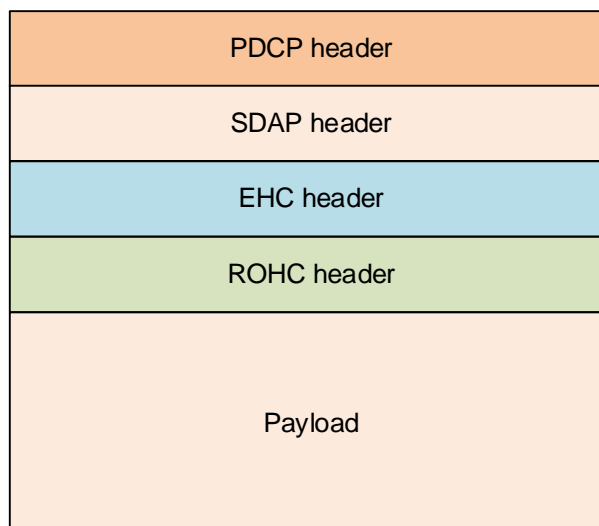 PDCP header
SDAP header
EHC header
ROHC header
Payload